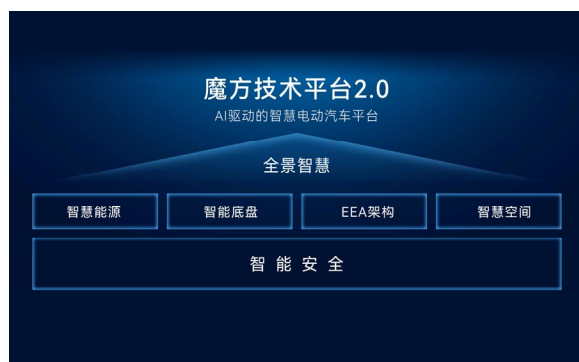 魔方技术平台2.0
AI驱动的智慧电动汽车平台
全景智慧
智慧能源 智能底盘 EEA架构 智慧空间
智能安全